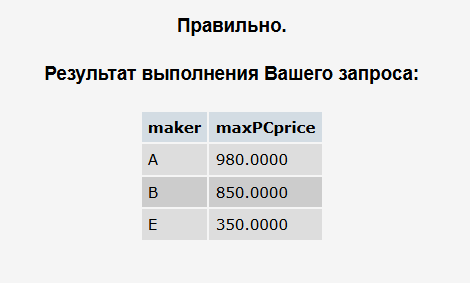 Правильно.
Результат выполнения Вашего запроса:
maker maxPCprice
A 980.0000
B 850.0000
E 350.0000